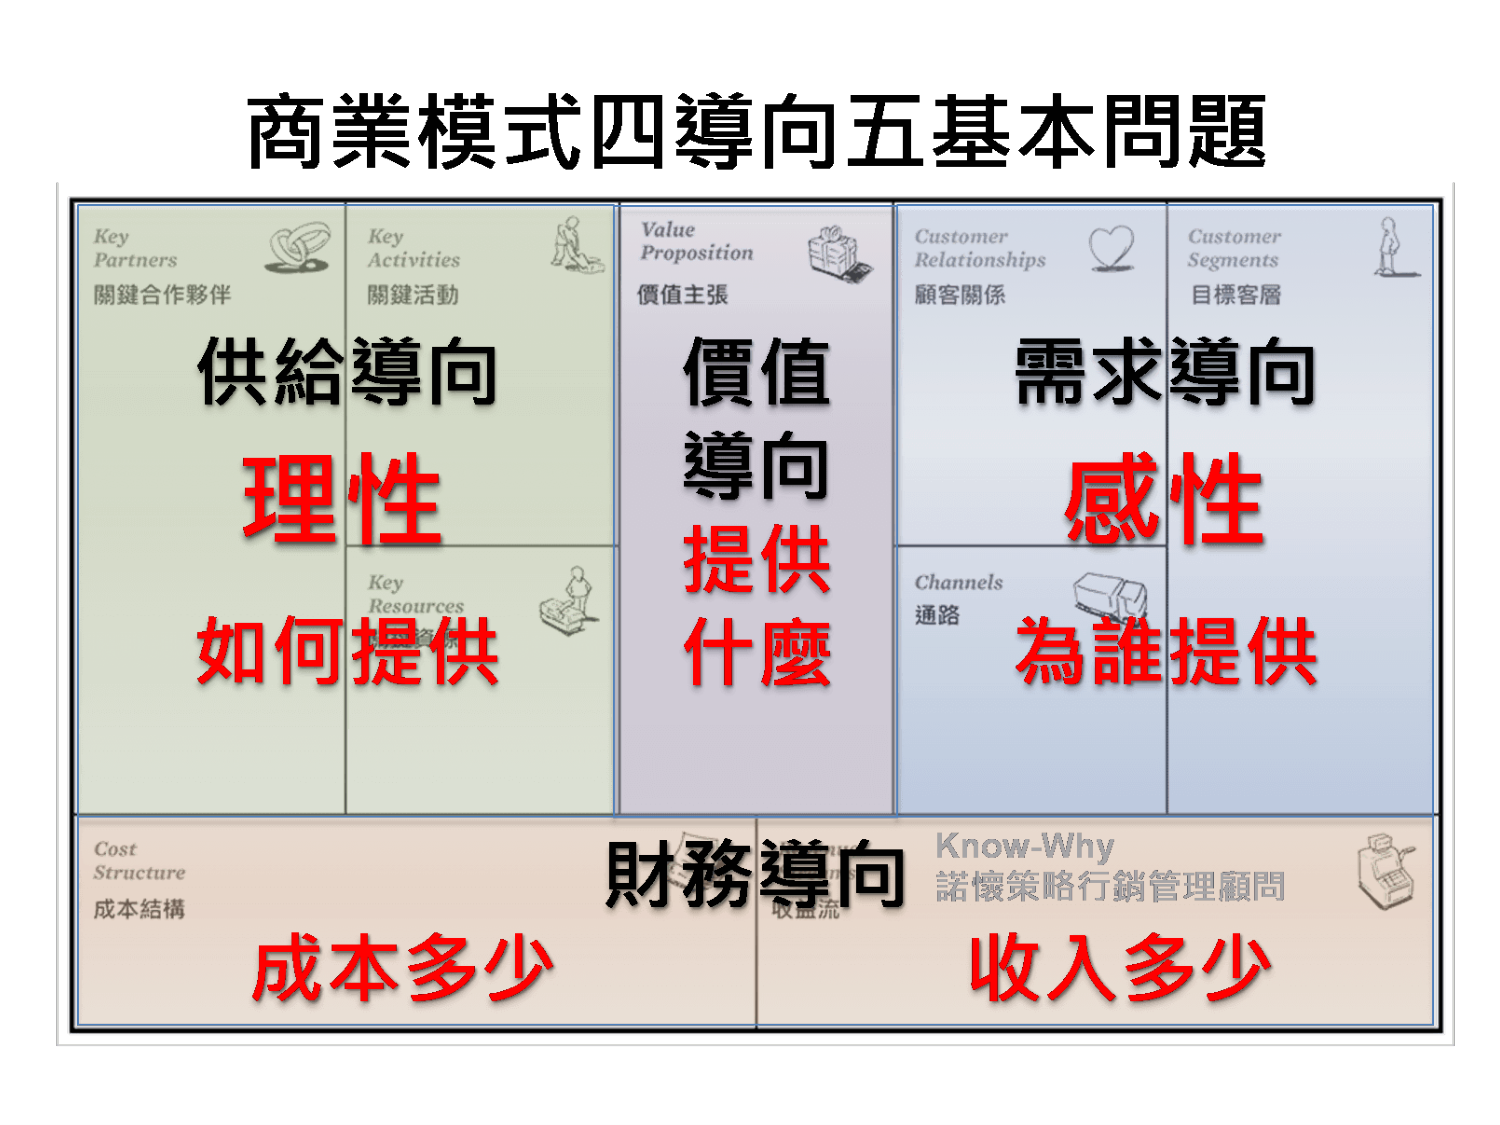 商業模式四導向五基本問題
Key
Partners
關鍵合作夥伴
Key
Activities
關鍵活動
Value
Proposition
價值主張
Customer
Relationships
顧客關係
Customer
Segments
目標客層
供給導向
理性
Key
Resources
如何提供
價值
導向
提供
什麼
需求導向
感性
Channels
通路
為誰提供
Cost
Structure
成本結構
財務導向
收益流
Know-Why
諾懷策略行銷管理顧問
成本多少
收入多少